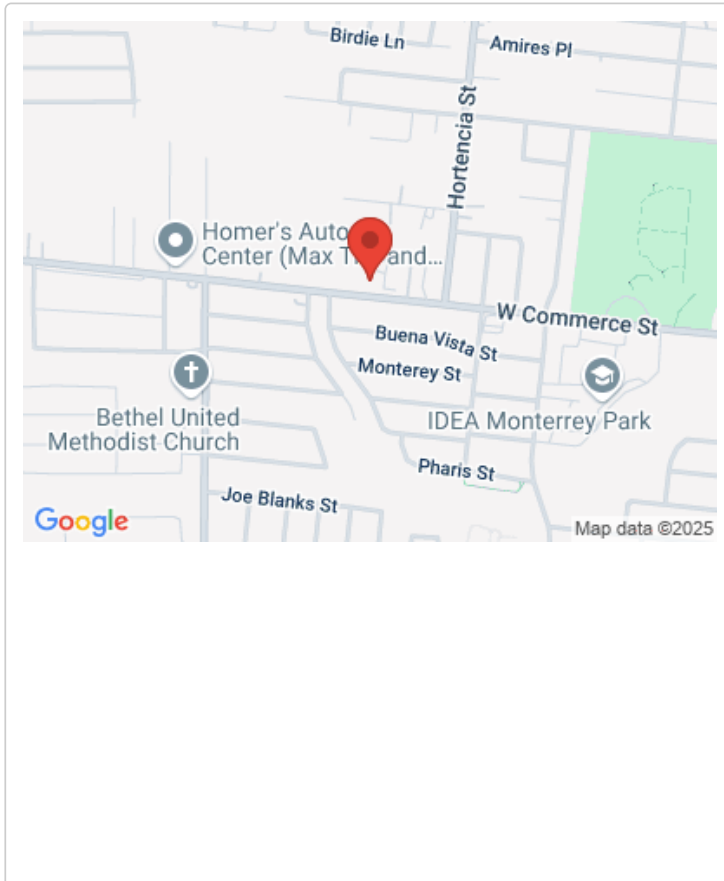 Birdie Ln
Amires Pl
Hortencia St
Homer's Auto
Center (Max and...
W Commerce St
Buena Vista St
Monterey St
IDEA Monterrey Park
Bethel United
Methodist Church
Pharis St
Joe Blanks St
Google
Map data ©2025